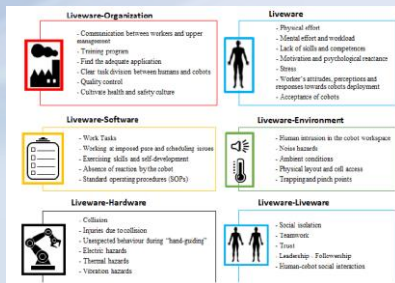 Liveware-Organization
- Communication between workers and upper
management
- Training program
- Find the adequate application
- Clear task division between humans and cobots
- Quality control
- Cultivate health and safety culture
Liveware
- Physical effort
- Mental effort and workload
- Lack of skills and competences
- Motivation and psychological reactance
- Stress
- Worker's attitudes, perceptions and
responses towards cobots deployment
- Acceptance of cobots
Liveware-Software
- Work Tasks
- Working at imposed pace and scheduling issues
- Exercising skills and self-development
- Absence of reaction by the cobot
- Standard operating procedures (SOPs)
Liveware-Environment
- Human intrusion in the cobot workspace
- Noise hazards
- Ambient conditions
- Physical layout and cell access
- Trapping and pinch points
Liveware-Hardware
- Collision
- Injuries due to collision
- Unexpected behaviour during "hand-guiding"
- Electric hazards
- Thermal hazards
- Vibration hazards
Liveware-Liveware
- Social isolation
- Teamwork
- Trust
- Leadership - Followership
- Human-cobot social interaction